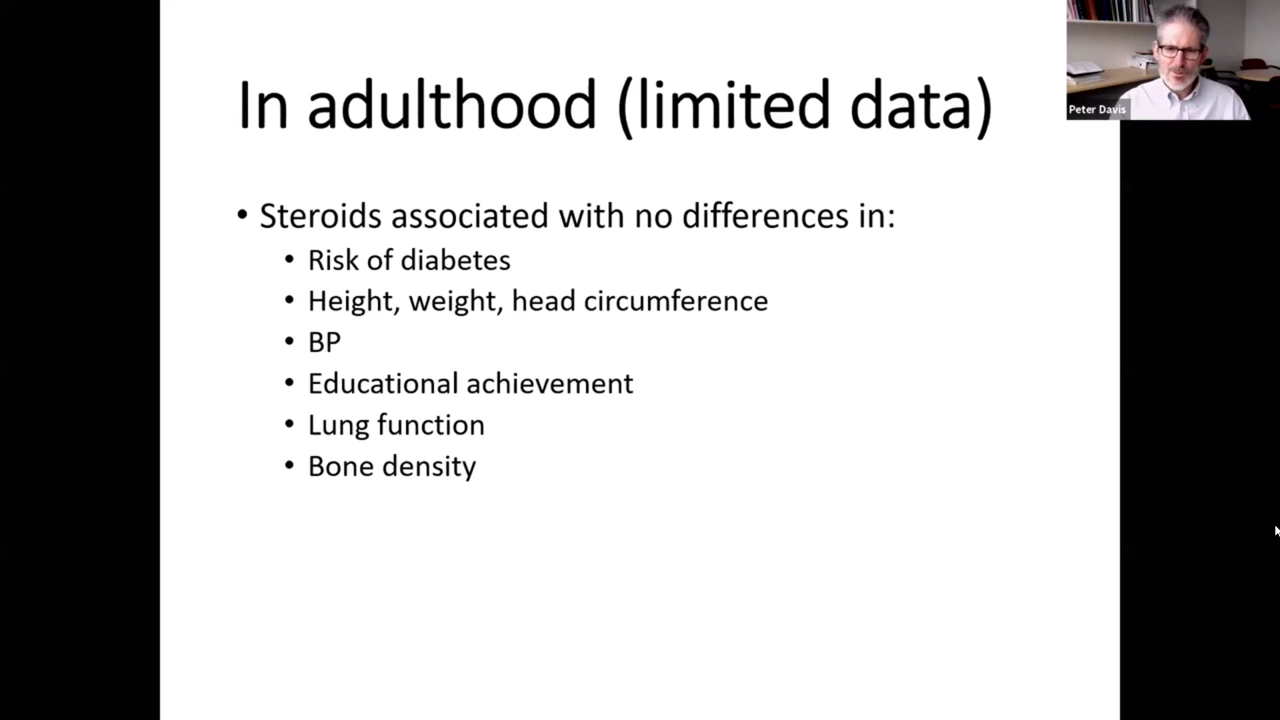 In adulthood (limited data)
Peter Davis
• Steroids associated with no differences in:
• Risk of diabetes
• Height, weight, head circumference
• BP
• Educational achievement
• Lung function
• Bone density